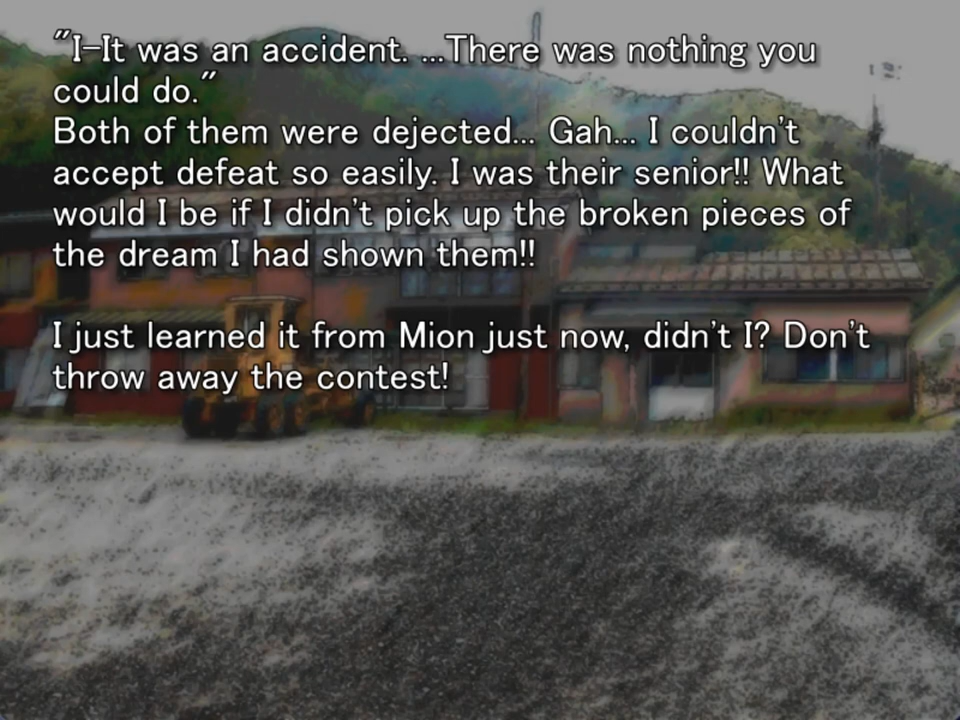 "I-It was an accident. ...There was nothing you
could do."
Both of them were dejected... Gah... I couldn't
accept defeat so easily. I was their senior!! What
would I be if I didn't pick up the broken pieces of
the dream I had shown them!!
I just learned it from Mion just now, didn't I? Don't
throw away the contest!